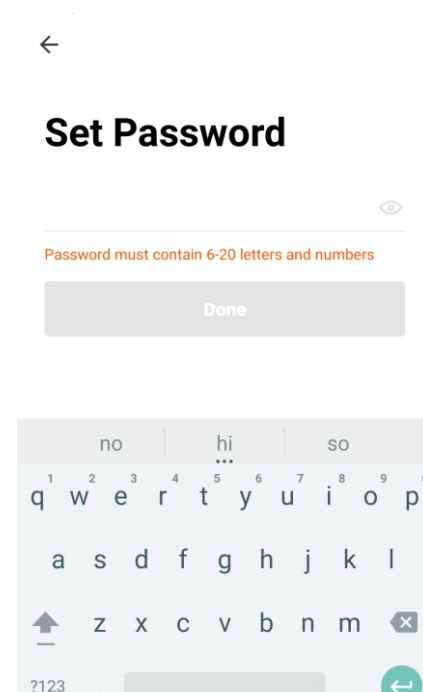 Set Password
Password must contain 6-20 letters and numbers
Done
no hi so
1 2 3 4 5 6 7 8 9
q w e r t y u i o p
a s d f g h j k l
z x c v b n m
?123